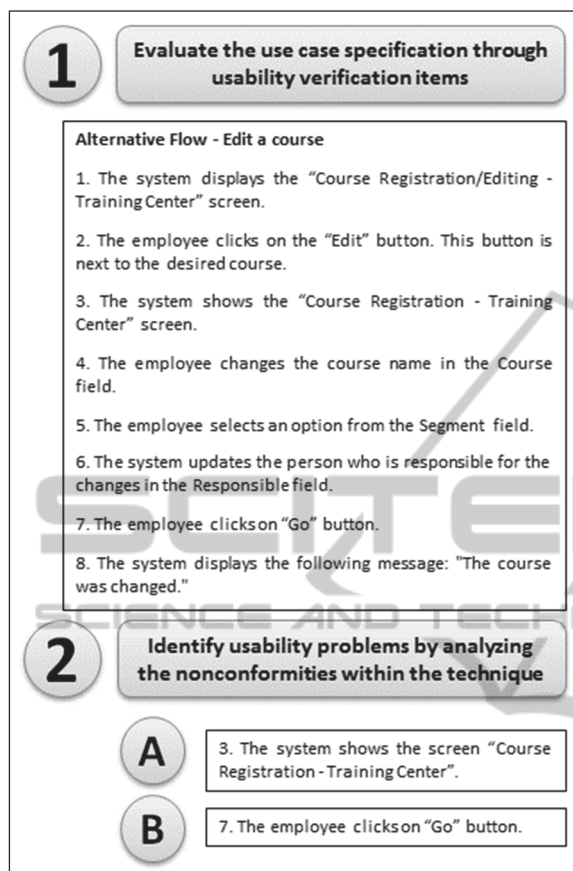 1
Evaluate the use case specification through
usability verification items
Alternative Flow - Edit a course
1. The system displays the “Course Registration/Editing -
Training Center” screen.
2. The employee clicks on the “Edit” button. This button is
next to the desired course.
3. The system shows the “Course Registration - Training
Center” screen.
4. The employee changes the course name in the Course
field.
5. The employee selects an option from the Segment field.
6. The system updates the person who is responsible for the
changes in the Responsible field.
7. The employee clicks on “Go” button.
8. The system displays the following message: "The course
was changed."
SCITE
SCIENCE AND TECH
2
Identify usability problems by analyzing
the nonconformities within the technique
A
3. The system shows the screen “Course
Registration - Training Center”.
B
7. The employee clicks on “Go” button.